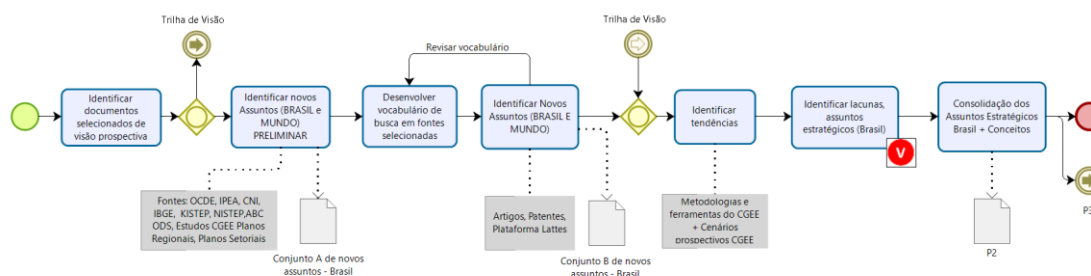 Trilha de Visão
Trilha de Visão
Revisar vocabulário
Identificar
documentos
selecionados de
visão prospectiva
Identificar novos
Assuntos (BRASIL e
MUNDO)
PRELIMINAR
Desenvolver
vocabulário de
busca em fontes
selecionadas
Identificar Novos
Assuntos (BRASIL E
MUNDO)
Identificar
tendências
Identificar lacunas,
assuntos
estratégicos (Brasil)
V
Consolidação dos
Assuntos Estratégicos
Brasil + Conceitos
Fontes: OCDE, IPEA, CNI,
IBGE, KISTEP, NISTEP,ABC
ODS, Estudos CGEE Planos
Regionais, Planos Setoriais
Conjunto A de novos
assuntos - Brasil
Artigos, Patentes,
Plataforma Lattes
Conjunto B de novos
assuntos - Brasil
Metodologias e
ferramentas do CGEE
+ Cenários
prospectivos CGEE
P2
P3